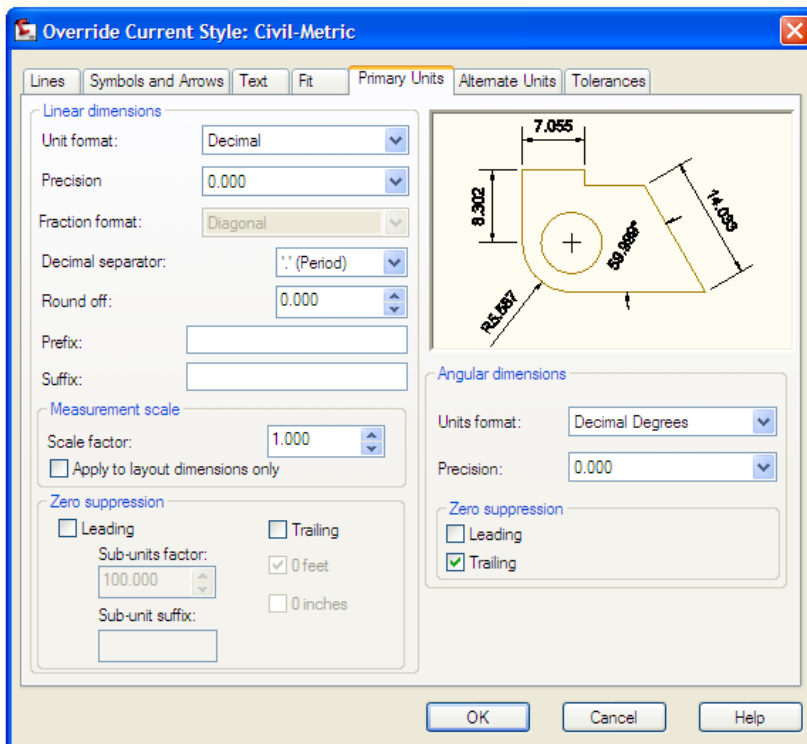 Override Current Style: Civil-Metric
Lines
Symbols and Arrows
Text
Fit
Primary Units
Alternate Units
Tolerances
Linear dimensions
Unit format:
Decimal
Precision
0.000
Fraction format:
Diagonal
Decimal separator:
'.' (Period)
Round off:
0.000
Prefix:
Suffix:
Measurement scale
Scale factor:
1.000
Apply to layout dimensions only
Zero suppression
Leading
Trailing
Sub-units factor:
100.000
0 feet
0 inches
Sub-unit suffix:
7.055
8.302
14.033
59.999°
R5.587
Angular dimensions
Units format:
Decimal Degrees
Precision:
0.000
Zero suppression
Leading
Trailing
OK
Cancel
Help